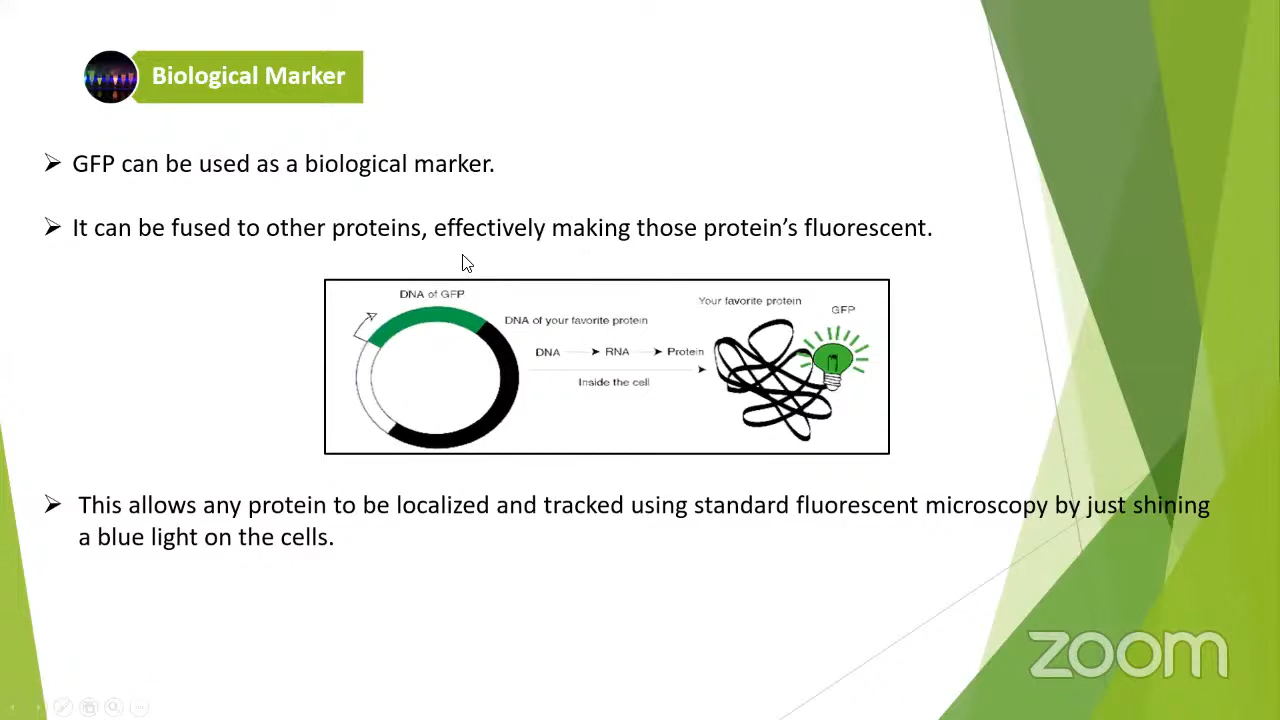 Biological Marker
GFP can be used as a biological marker.
It can be fused to other proteins, effectively making those protein’s fluorescent.
DNA of GFP
DNA of your favorite protein
DNA → RNA → Protein
Inside the cell
Your favorite protein
GFP
This allows any protein to be localized and tracked using standard fluorescent microscopy by just shining
a blue light on the cells.
zoom